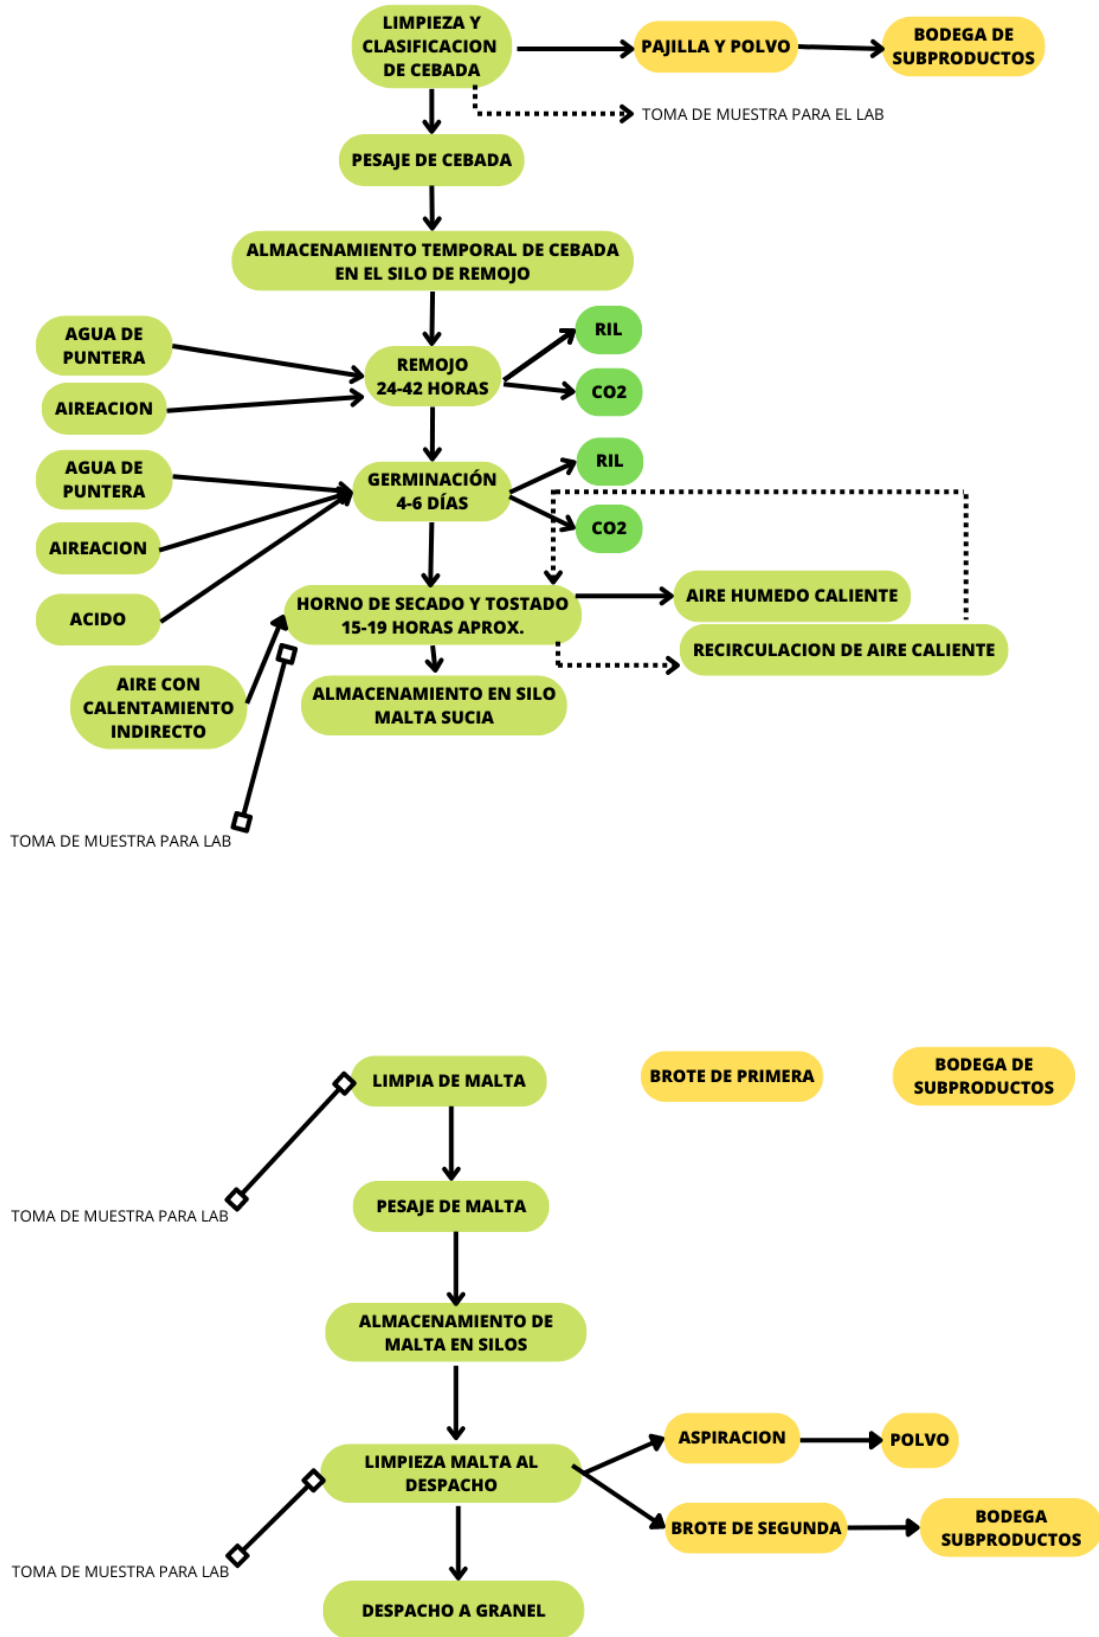 LIMPIEZA Y
CLASIFICACION
DE CEBADA
PAJILLA Y POLVO
BODEGA DE
SUBPRODUCTOS
TOMA DE MUESTRA PARA EL LAB
PESAJE DE CEBADA
ALMACENAMIENTO TEMPORAL DE CEBADA
EN EL SILO DE REMOJO
AGUA DE
PUNTERA
AIREACION
REMOJO
24-42 HORAS
RIL
CO2
AGUA DE
PUNTERA
AIREACION
ACIDO
GERMINACIÓN
4-6 DÍAS
RIL
CO2
HORNO DE SECADO Y TOSTADO
15-19 HORAS APROX.
AIRE HUMEDO CALIENTE
RECIRCULACION DE AIRE CALIENTE
AIRE CON
CALENTAMIENTO
INDIRECTO
ALMACENAMIENTO EN SILO
MALTA SUCIA
TOMA DE MUESTRA PARA LAB
LIMPIA DE MALTA
BROTE DE PRIMERA
BODEGA DE
SUBPRODUCTOS
TOMA DE MUESTRA PARA LAB
PESAJE DE MALTA
ALMACENAMIENTO DE
MALTA EN SILOS
LIMPIEZA MALTA AL
DESPACHO
ASPIRACION
POLVO
BROTE DE SEGUNDA
BODEGA
SUBPRODUCTOS
TOMA DE MUESTRA PARA LAB
DESPACHO A GRANEL